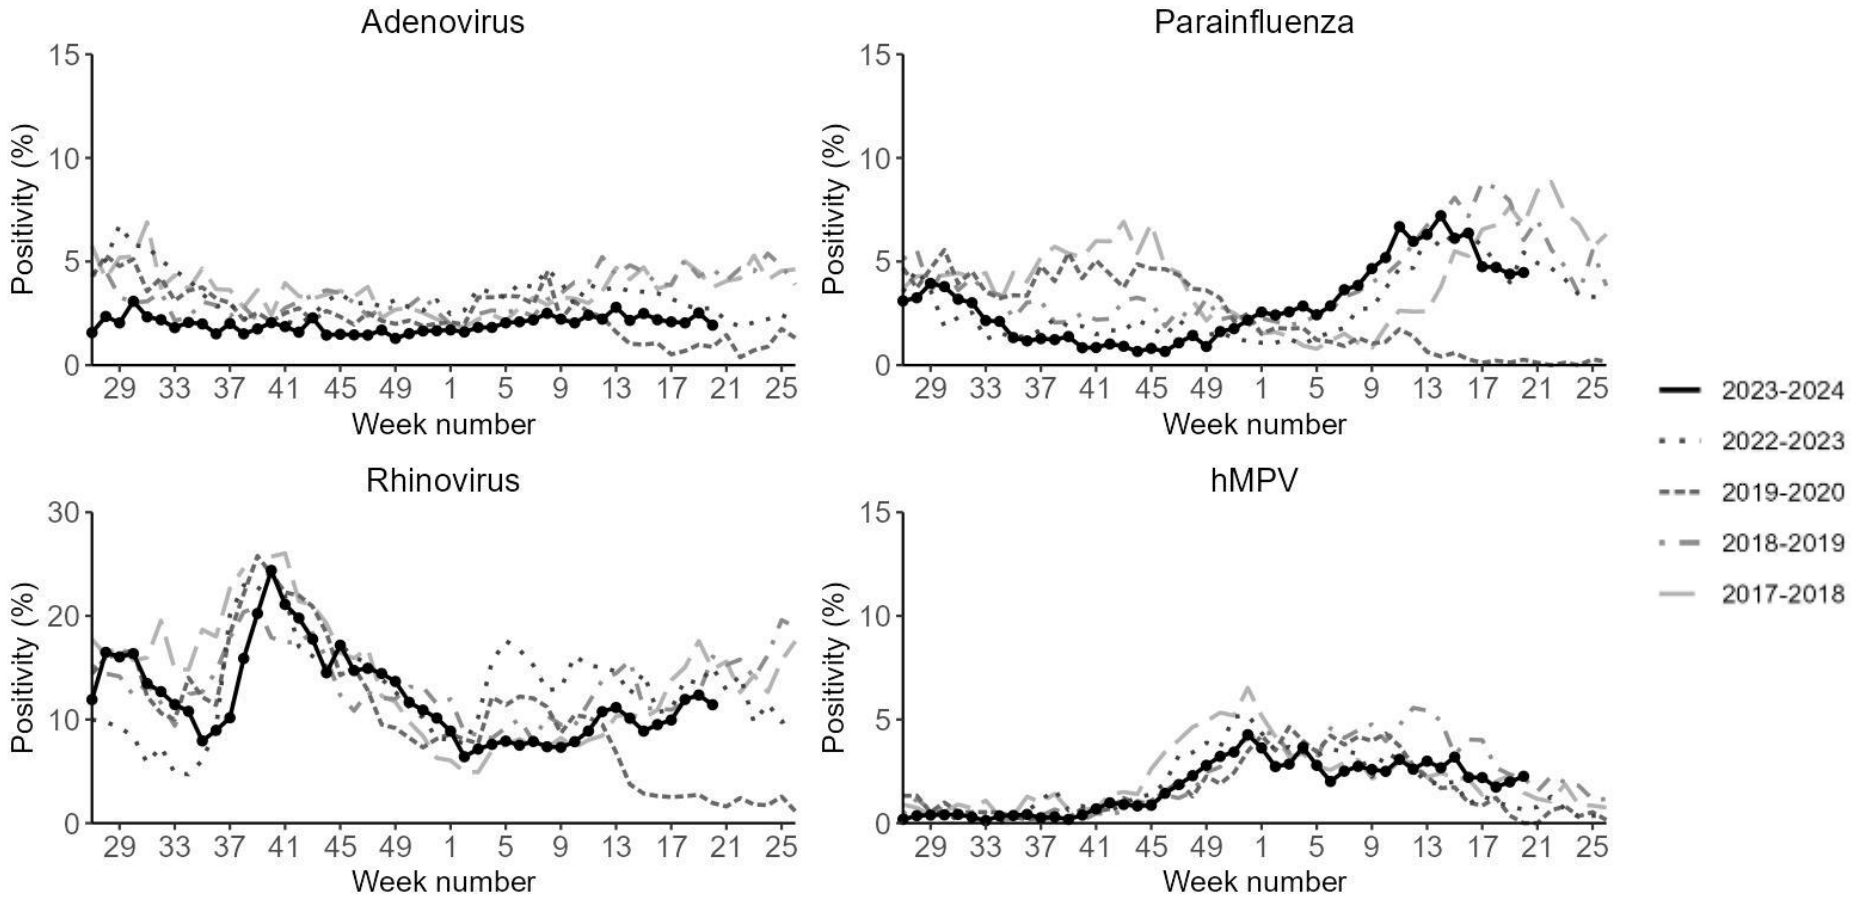 Adenovirus
Parainfluenza
15
10
5
0
Positivity (%)
29 33 37 41 45 49 1 5 9 13 17 21 25
Week number
15
10
5
0
Positivity (%)
29 33 37 41 45 49 1 5 9 13 17 21 25
Week number
Rhinovirus
hMPV
30
20
10
0
Positivity (%)
29 33 37 41 45 49 1 5 9 13 17 21 25
Week number
15
10
5
0
Positivity (%)
29 33 37 41 45 49 1 5 9 13 17 21 25
Week number
2023-2024
2022-2023
2019-2020
2018-2019
2017-2018